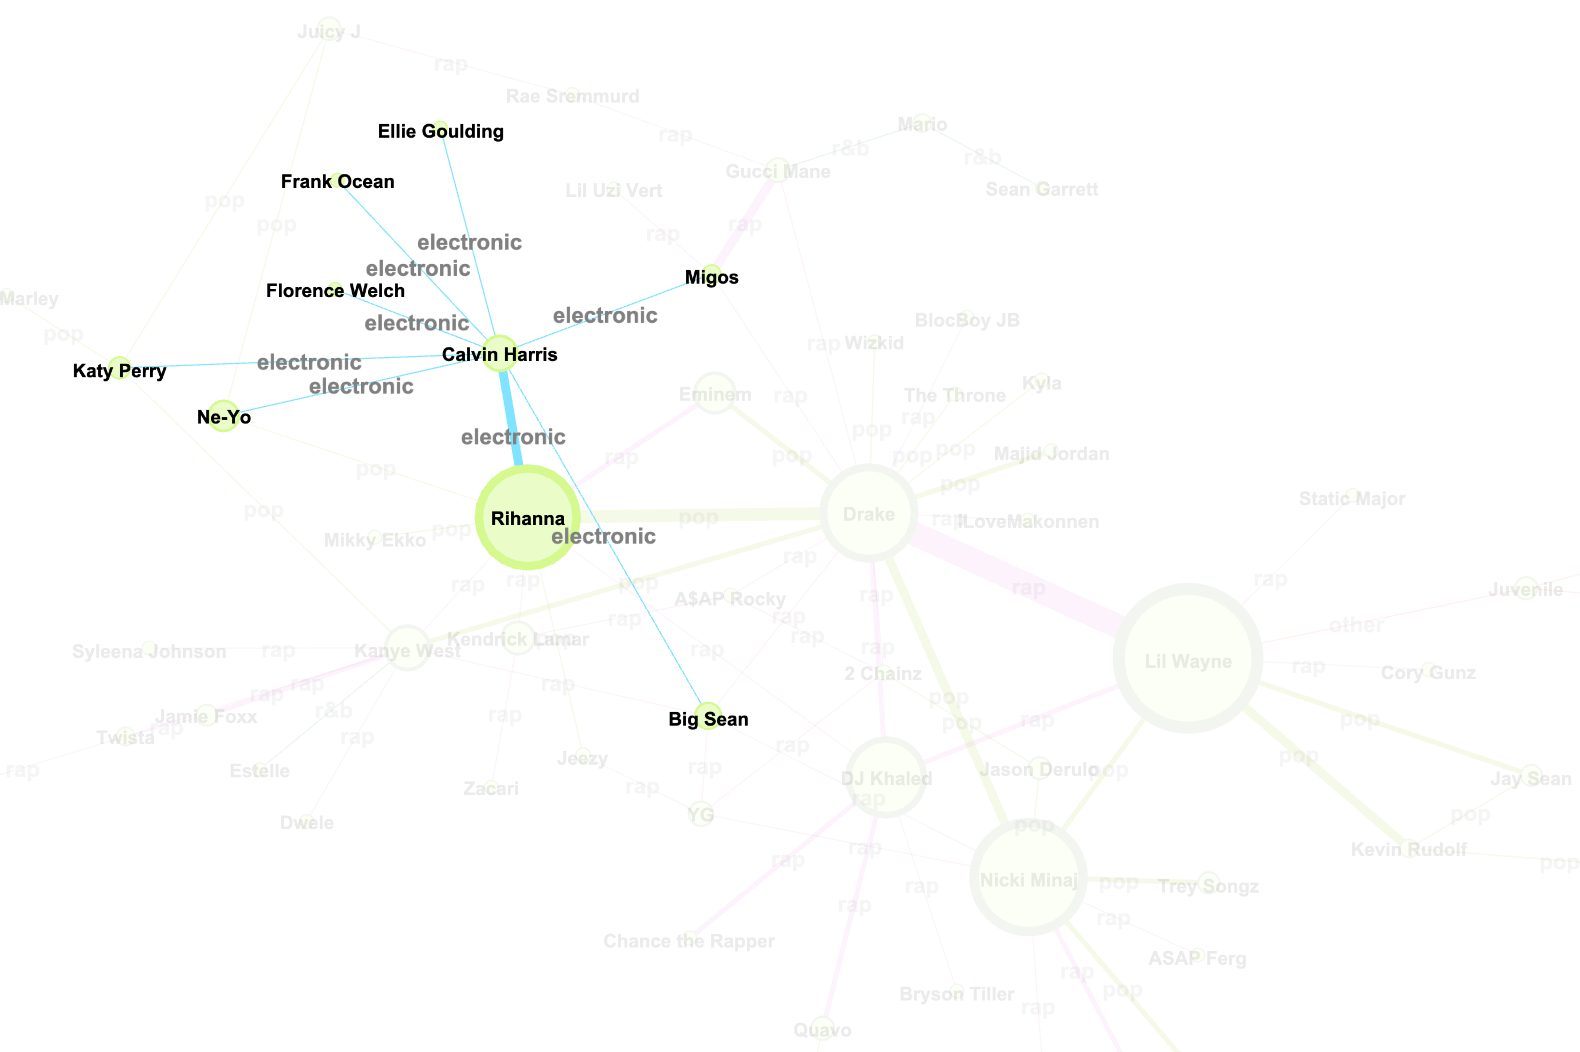 Juicy J
rap
Rae Sremmurd
Ellie Goulding
rap
Mario
r&b
r&b
Gucci Mane
Frank Ocean
Lil Uzi Vert
Sean Garrett
pop
pop
rap
rap
electronic
electronic
Migos
Florence Welch
Marley
electronic
electronic
BlocBoy JB
pop
rap
Wizkid
Calvin Harris
electronic
Katy Perry
electronic
Eminem
rap
The Throne
Kyla
Ne-Yo
rap
pop
electronic
rap
pop
pop
pop
Majid Jordan
pop
pop
Static Major
pop
Rihanna
pop
Drake
rap
ILoveMakonnen
Mikky Ekko
pop
electronic
rap
rap
rap
pop
rap
rap
rap
Juvenile
A$AP Rocky
rap
rap
other
Syleena Johnson
rap
Kanye West
Kendrick Lamar
rap
rap
rap
rap
Lil Wayne
rap
Cory Gunz
2 Chainz
rap
rap
rap
pop
r&b
Jamie Foxx
rap
Big Sean
pop
rap
pop
Twista
rap
rap
rap
pop
rap
Estelle
Jeezy
rap
DJ Khaled
Jason Derulo
pop
Jay Sean
Zacari
rap
rap
Dwele
YG
pop
pop
rap
rap
Kevin Rudolf
pop
Nicki Minaj
pop
Trey Songz
rap
rap
rap
Chance the Rapper
ASAP Ferg
rap
Bryson Tiller
pop
rap
Quavo